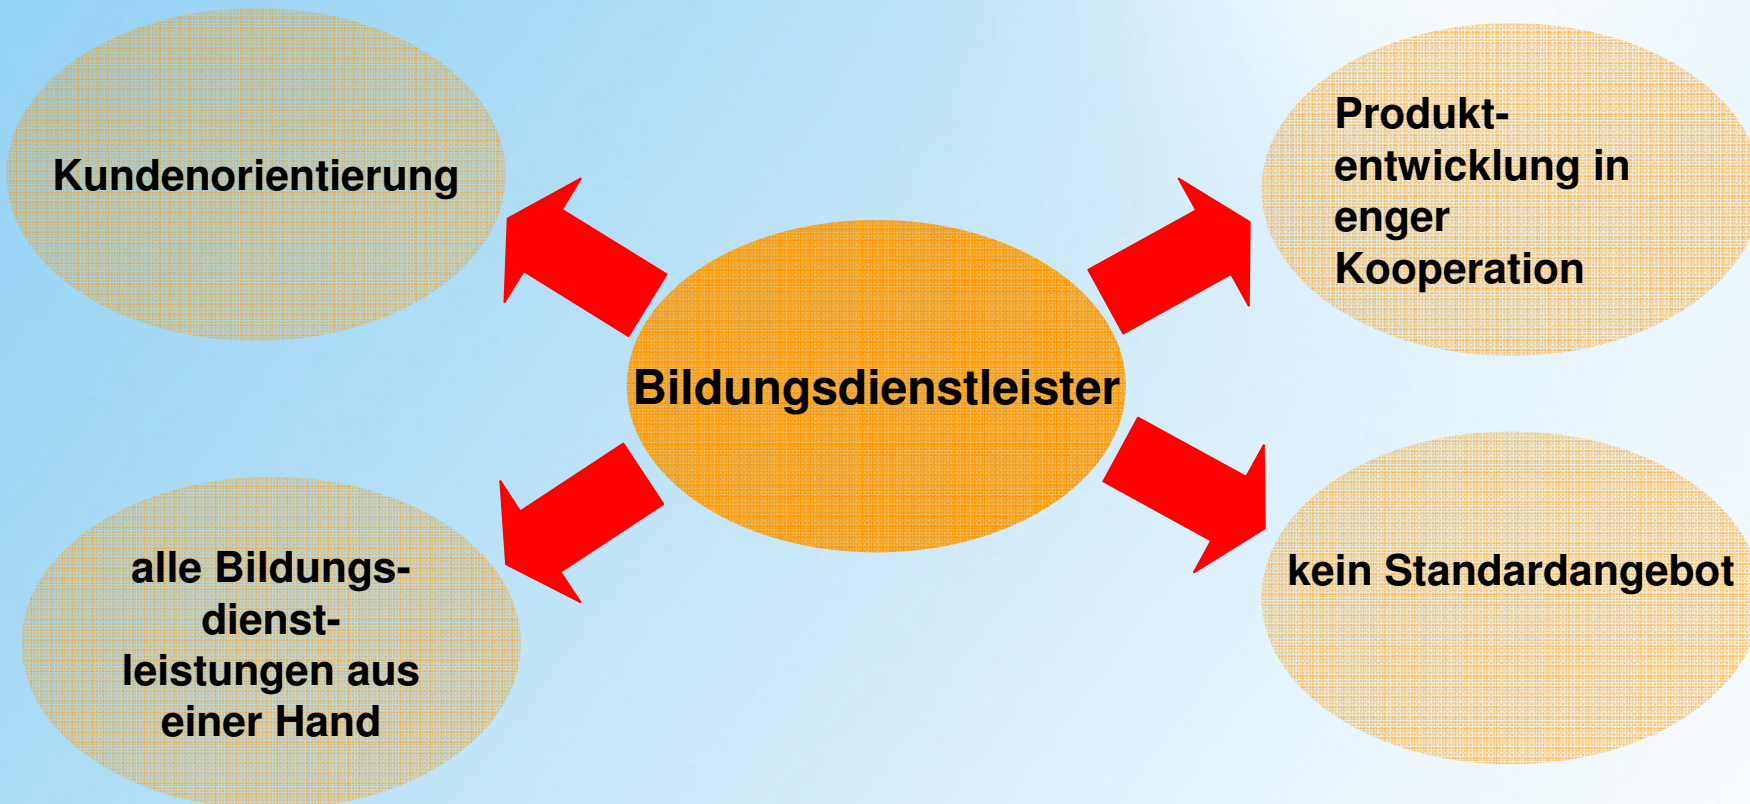 Kundenorientierung
Produkt-
entwicklung in
enger
Kooperation
Bildungsdienstleister
alle Bildungs-
dienst-
leistungen aus
einer Hand
kein Standardangebot